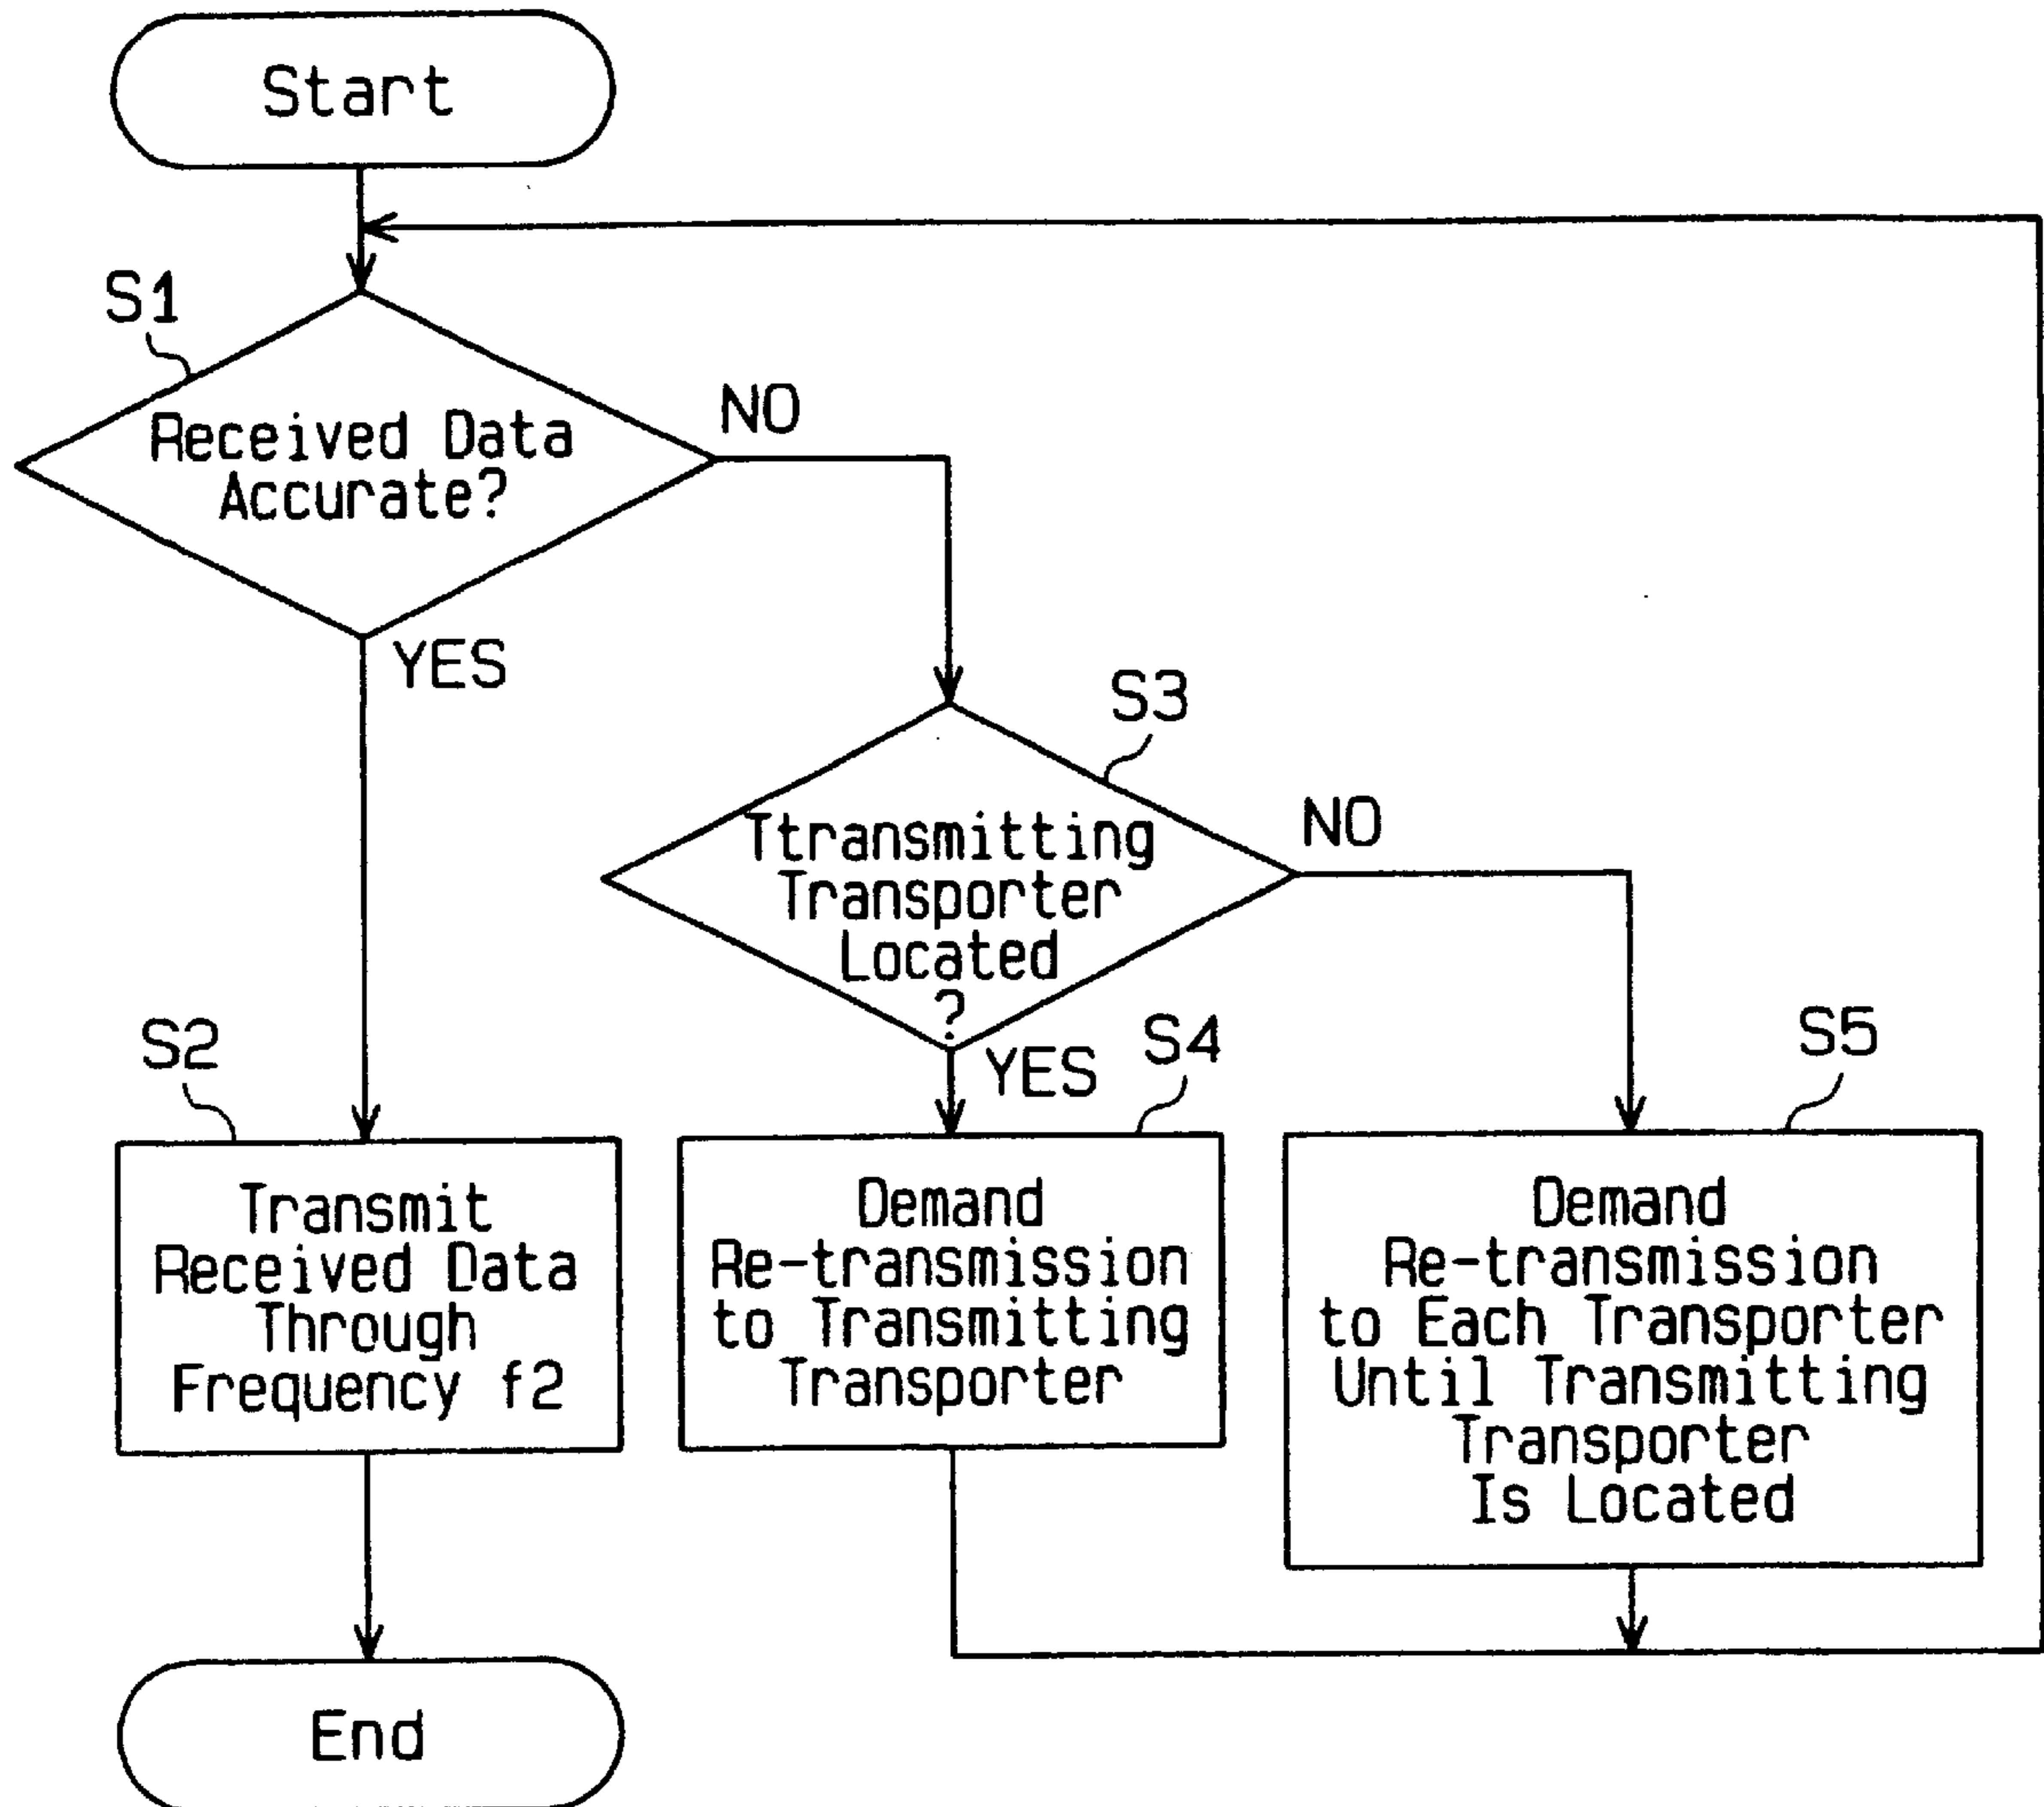 Start
S1
Received Data
Accurate?
NO
YES
S3
Ttransmitting
Transporter
Located
?
NO
YES
S2
Transmit
Received Data
Through
Frequency f2
S4
Demand
Re-transmission
to Transmitting
Transporter
S5
Demand
Re-transmission
to Each Transporter
Until Transmitting
Transporter
Is Located
End